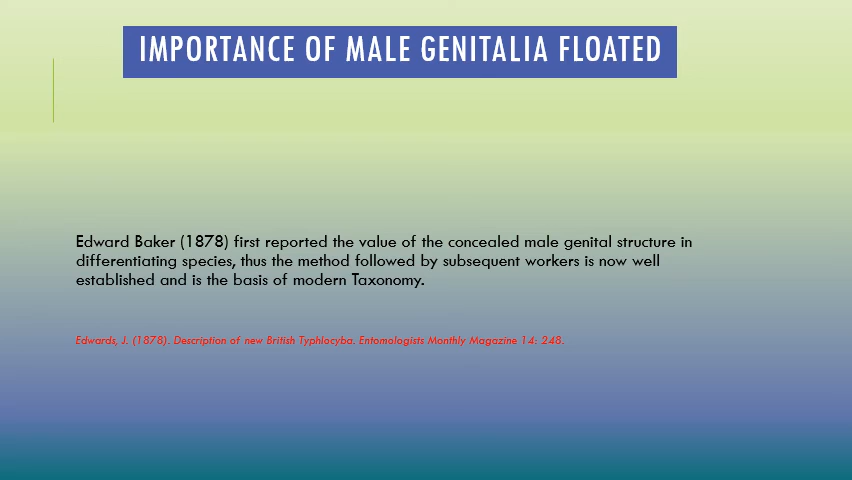 IMPORTANCE OF MALE GENITALIA FLOATED
Edward Baker (1878) first reported the value of the concealed male genital structure in
differentiating species, thus the method followed by subsequent workers is now well
established and is the basis of modern Taxonomy.
Edwards, J. (1878). Description of new British Typhlocyba. Entomologists Monthly Magazine 14: 248.